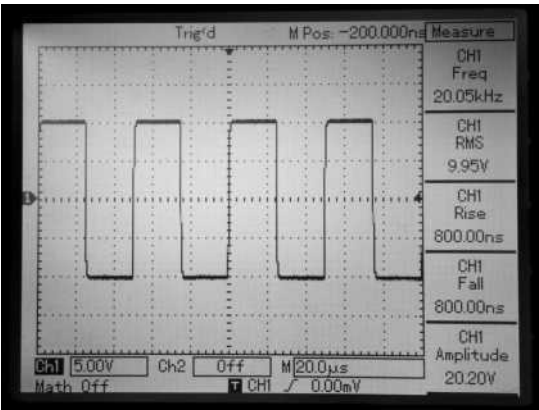 Trig'd M Pos: -200.000ns Measure
CH1
Freq
20.05kHz
CH1
RMS
9.95V
CH1
Rise
800.00ns
CH1
Fall
800.00ns
CH1
Amplitude
20.20V
1
Ch1 5.00V Ch2 Off M 20.0µs
Math Off T CH1 / 0.00mV